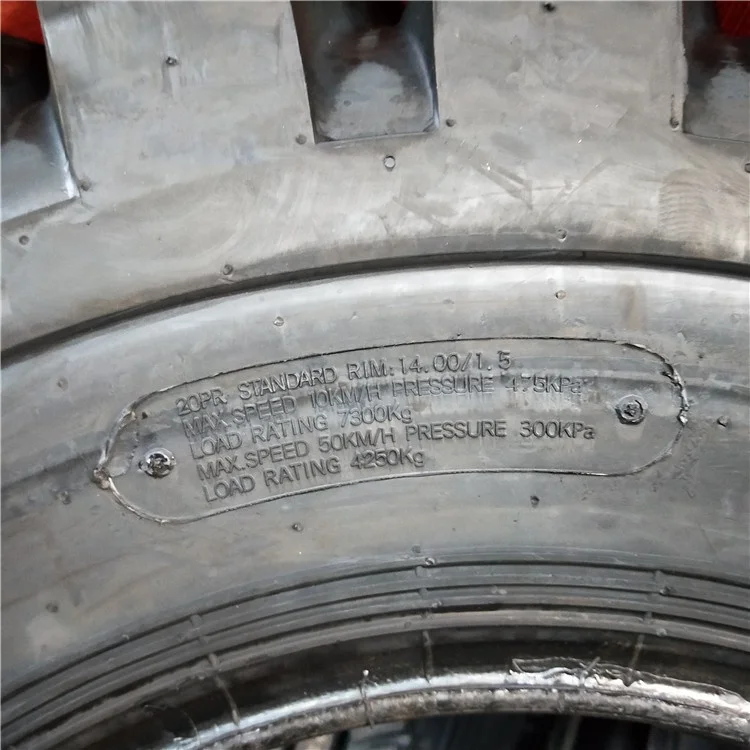 20PR STANDARD RIM:14.00/1.5
MAX.SPEED 10KM/H PRESSURE 475KPa
LOAD RATING 7300Kg
MAX.SPEED 50KM/H PRESSURE 300KPa
LOAD RATING 4250Kg